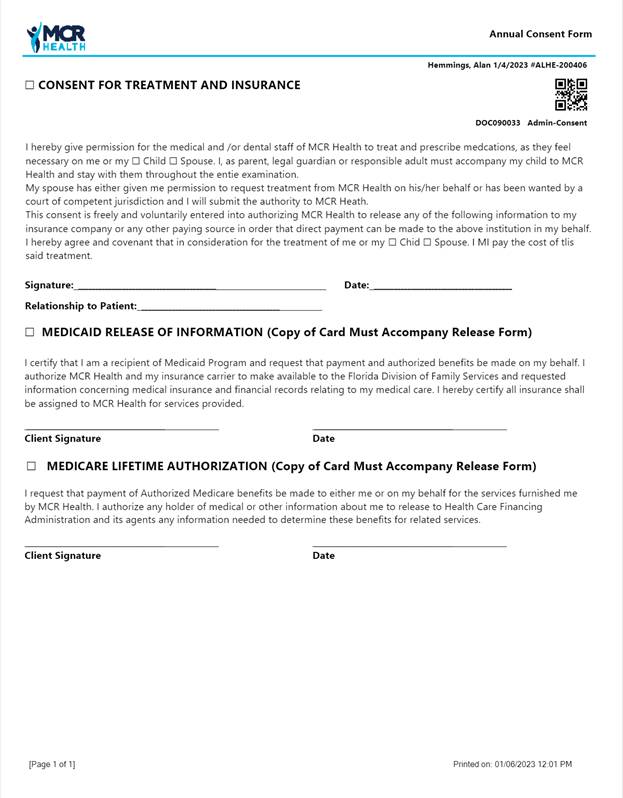 MCR
HEALTH
Annual Consent Form
Hemmings, Alan 1/4/2023 #ALHE-200406
☐ CONSENT FOR TREATMENT AND INSURANCE
DOC090033 Admin-Consent
I hereby give permission for the medical and /or dental staff of MCR Health to treat and prescribe medcations, as they feel
necessary on me or my ☐ Child ☐ Spouse. I, as parent, legal guardian or responsible adult must accompany my child to MCR
Health and stay with them throughout the entie examination.
My spouse has either given me permission to request treatment from MCR Health on his/her behalf or has been wanted by a
court of competent jurisdiction and I will submit the authority to MCR Heath.
This consent is freely and voluntarily entered into authorizing MCR Health to release any of the following information to my
insurance company or any other paying source in order that direct payment can be made to the above institution in my behalf.
I hereby agree and covenant that in consideration for the treatment of me or my ☐ Chid ☐ Spouse. I MI pay the cost of tlis
said treatment.
Signature:_______________ Date:_______________
Relationship to Patient:_______________
☐ MEDICAID RELEASE OF INFORMATION (Copy of Card Must Accompany Release Form)
I certify that I am a recipient of Medicaid Program and request that payment and authorized benefits be made on my behalf. I
authorize MCR Health and my insurance carrier to make available to the Florida Division of Family Services and requested
information concerning medical insurance and financial records relating to my medical care. I hereby certify all insurance shall
be assigned to MCR Health for services provided.
Client Signature Date
☐ MEDICARE LIFETIME AUTHORIZATION (Copy of Card Must Accompany Release Form)
I request that payment of Authorized Medicare benefits be made to either me or on my behalf for the services furnished me
by MCR Health. I authorize any holder of medical or other information about me to release to Health Care Financing
Administration and its agents any information needed to determine these benefits for related services.
Client Signature Date
[Page 1 of 1] Printed on: 01/06/2023 12:01 PM